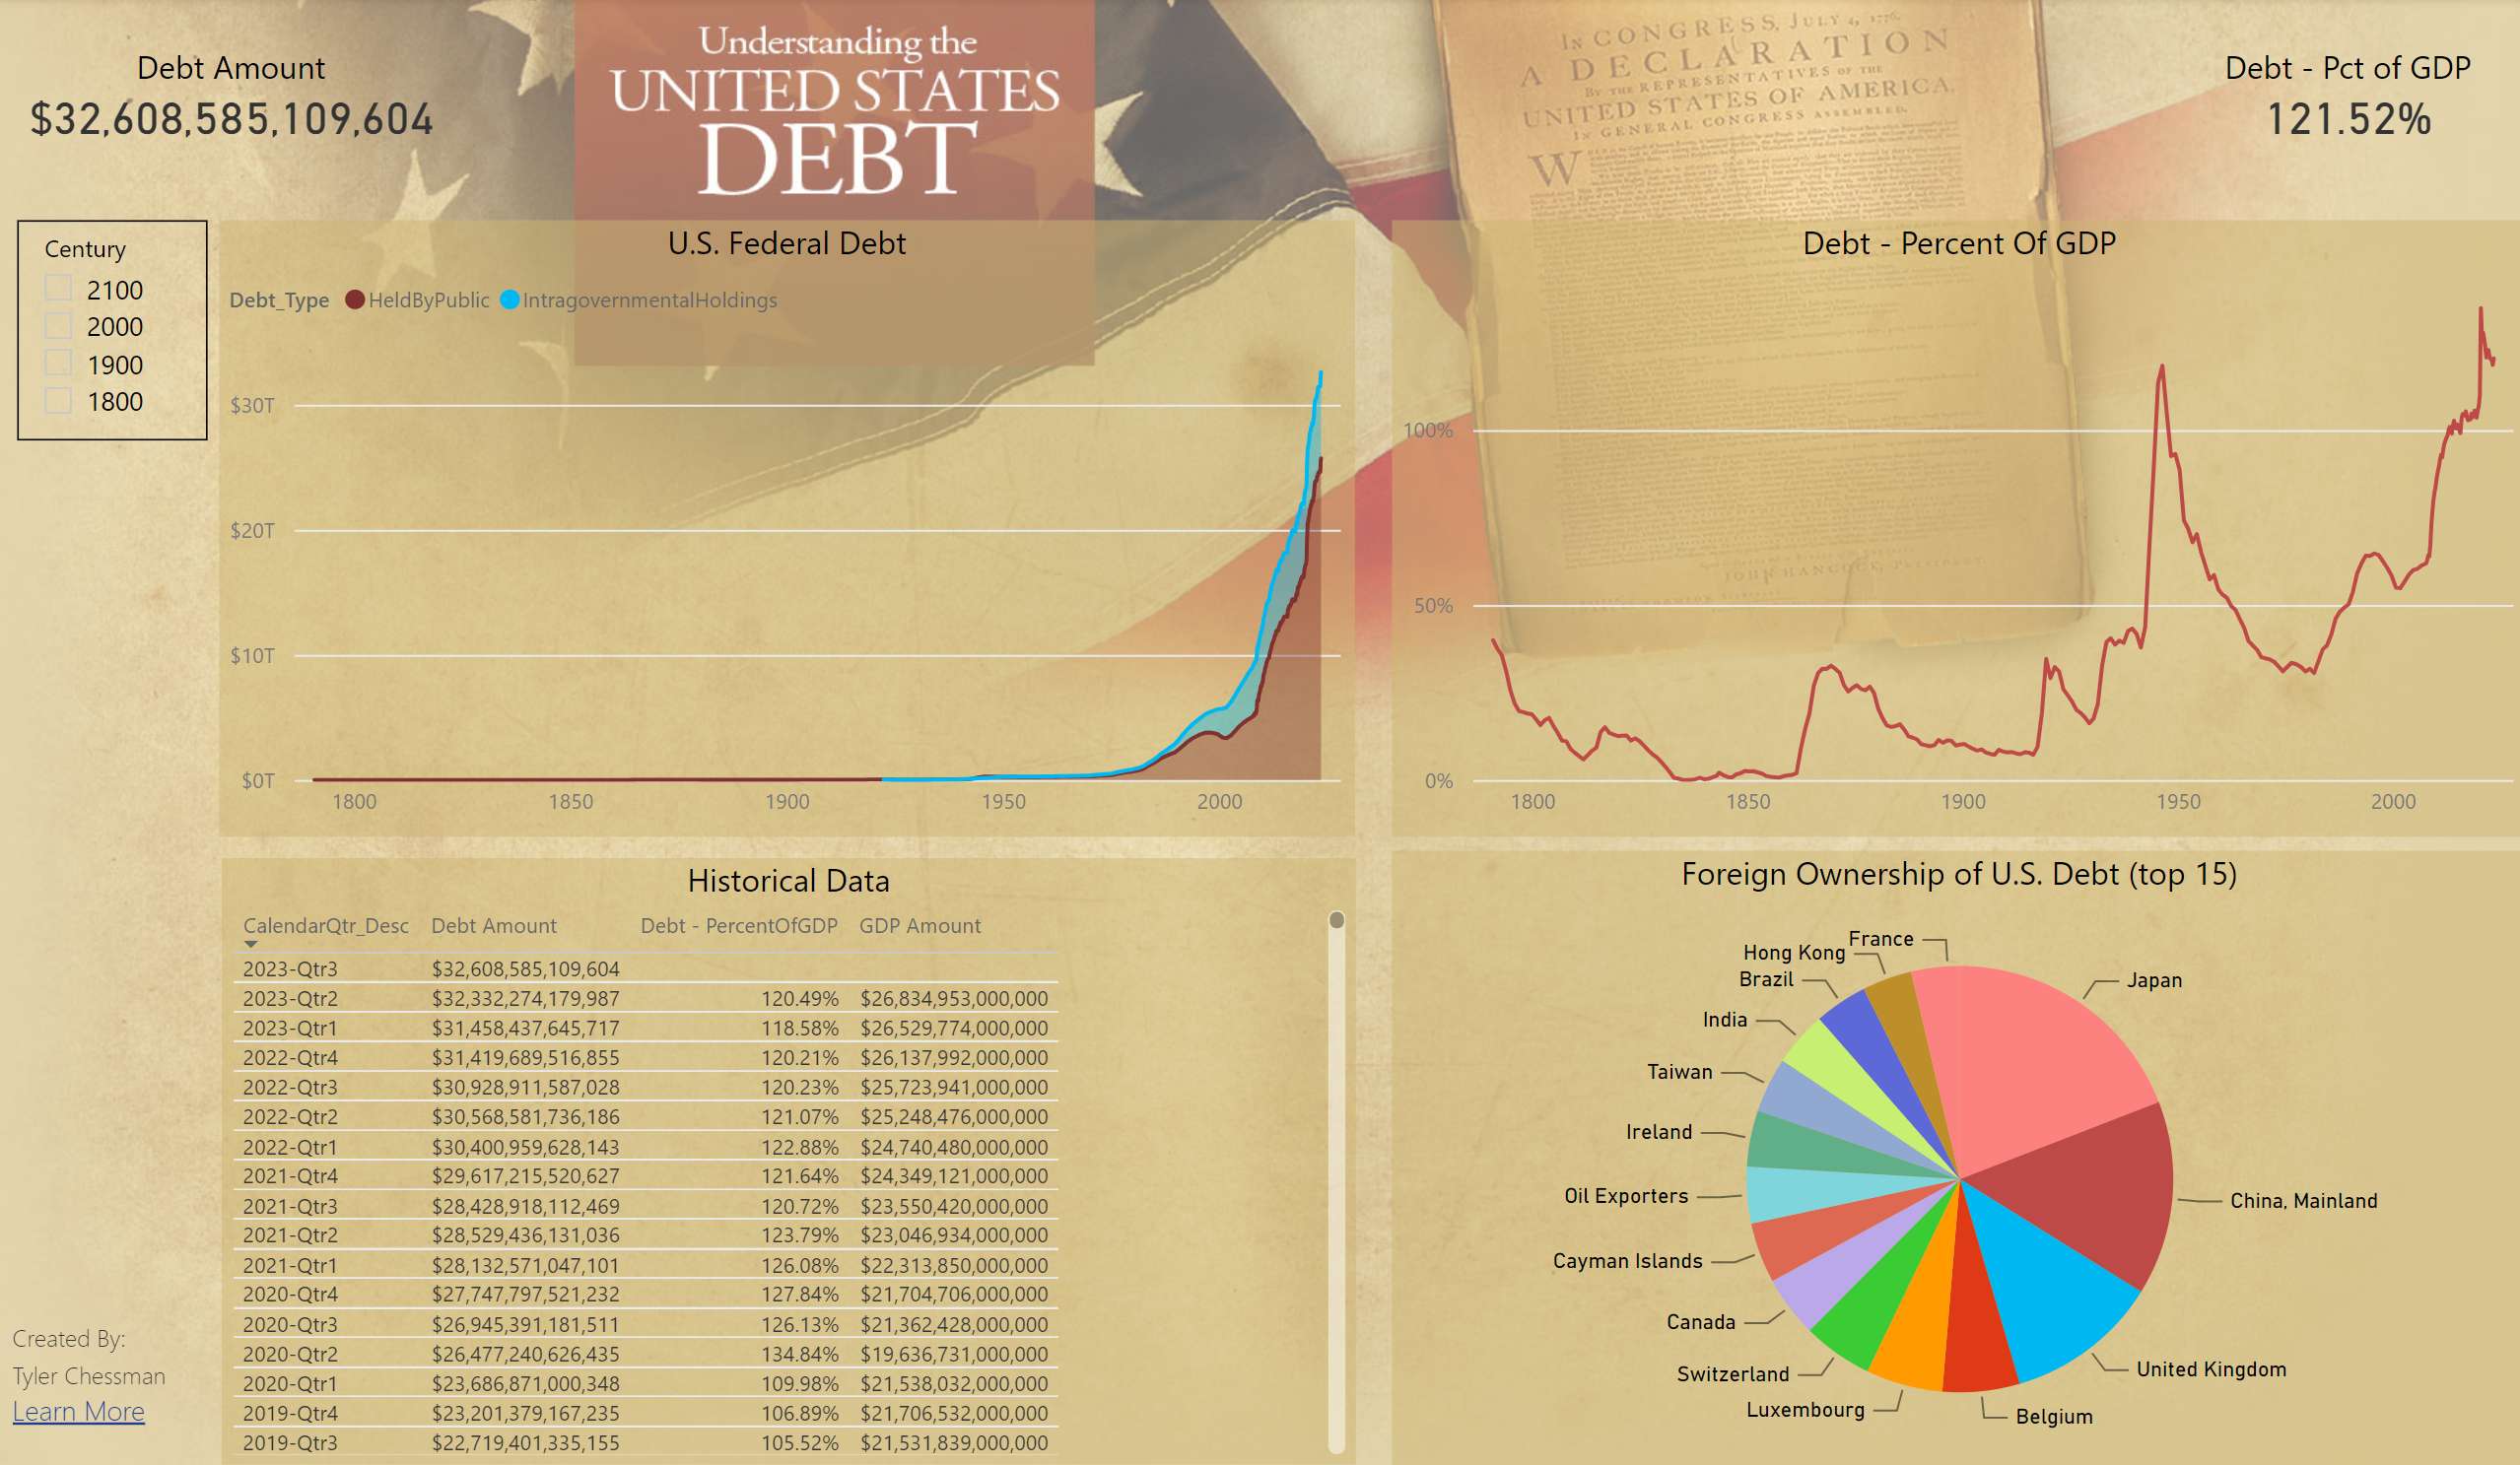 Debt Amount
$32,608,585,109,604
Understanding the
UNITED STATES
DEBT
IN CONGRESS, JULY 4, 1776.
A DECLARATION
BY THE REPRESENTATIVES OF THE
UNITED STATES OF AMERICA,
IN GENERAL CONGRESS ASSEMBLED.
JOHN HANCOCK, PRESIDENT
Debt - Pct of GDP
121.52%
Century
2100
2000
1900
1800
U.S. Federal Debt
Debt_Type HeldByPublic IntragovernmentalHoldings
$30T
$20T
$10T
$0T
1800 1850 1900 1950 2000
Debt - Percent Of GDP
100%
50%
0%
1800 1850 1900 1950 2000
Historical Data
CalendarQtr_Desc Debt Amount Debt - PercentOfGDP GDP Amount
2023-Qtr3 $32,608,585,109,604
2023-Qtr2 $32,332,274,179,987 120.49% $26,834,953,000,000
2023-Qtr1 $31,458,437,645,717 118.58% $26,529,774,000,000
2022-Qtr4 $31,419,689,516,855 120.21% $26,137,992,000,000
2022-Qtr3 $30,928,911,587,028 120.23% $25,723,941,000,000
2022-Qtr2 $30,568,581,736,186 121.07% $25,248,476,000,000
2022-Qtr1 $30,400,959,628,143 122.88% $24,740,480,000,000
2021-Qtr4 $29,617,215,520,627 121.64% $24,349,121,000,000
2021-Qtr3 $28,428,918,112,469 120.72% $23,550,420,000,000
2021-Qtr2 $28,529,436,131,036 123.79% $23,046,934,000,000
2021-Qtr1 $28,132,571,047,101 126.08% $22,313,850,000,000
2020-Qtr4 $27,747,797,521,232 127.84% $21,704,706,000,000
2020-Qtr3 $26,945,391,181,511 126.13% $21,362,428,000,000
2020-Qtr2 $26,477,240,626,435 134.84% $19,636,731,000,000
2020-Qtr1 $23,686,871,000,348 109.98% $21,538,032,000,000
2019-Qtr4 $23,201,379,167,235 106.89% $21,706,532,000,000
2019-Qtr3 $22,719,401,335,155 105.52% $21,531,839,000,000
Foreign Ownership of U.S. Debt (top 15)
France
Hong Kong
Brazil
Japan
India
Taiwan
Ireland
Oil Exporters
China, Mainland
Cayman Islands
Canada
Switzerland
United Kingdom
Luxembourg
Belgium
Created By:
Tyler Chessman
Learn More